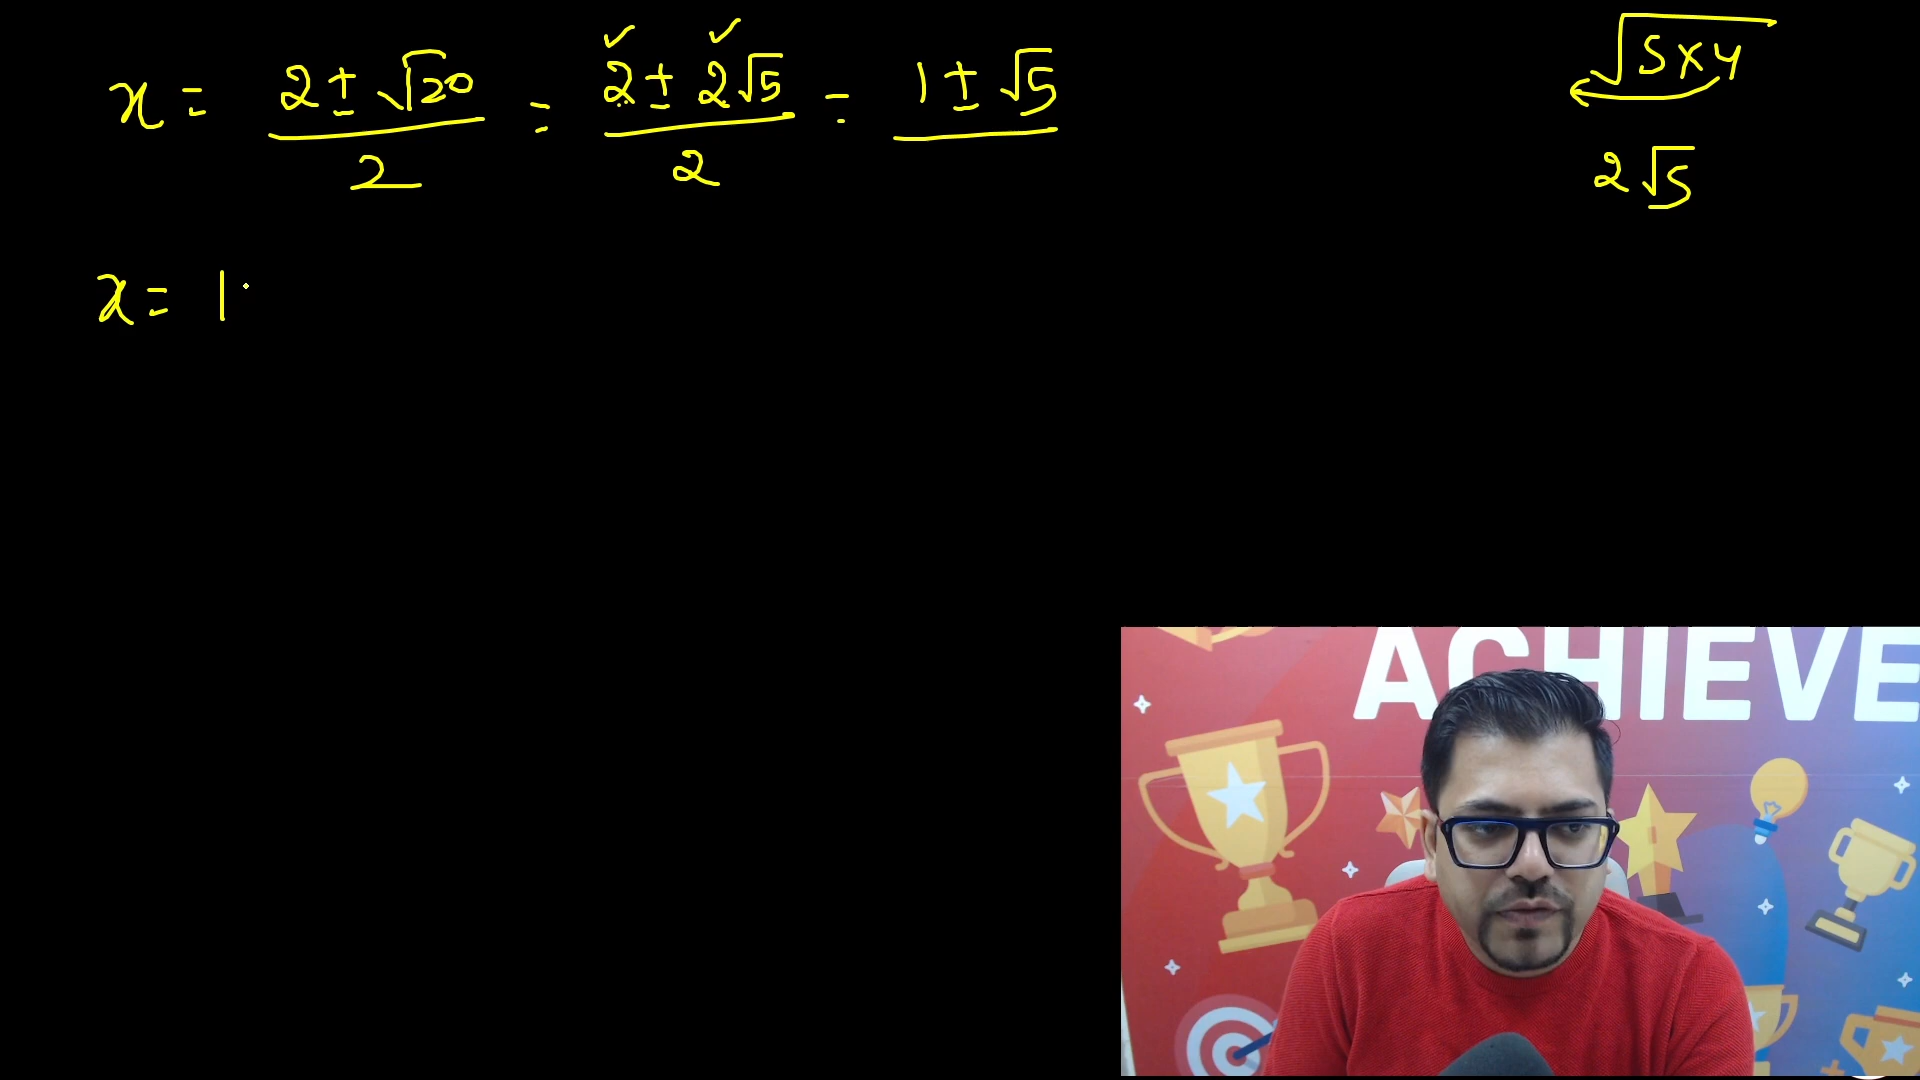 x = 2 ± √20 / 2 = 2 ± 2√5 / 2 = 1 ± √5
√5×4
2√5
x = 1
ACHIEVE